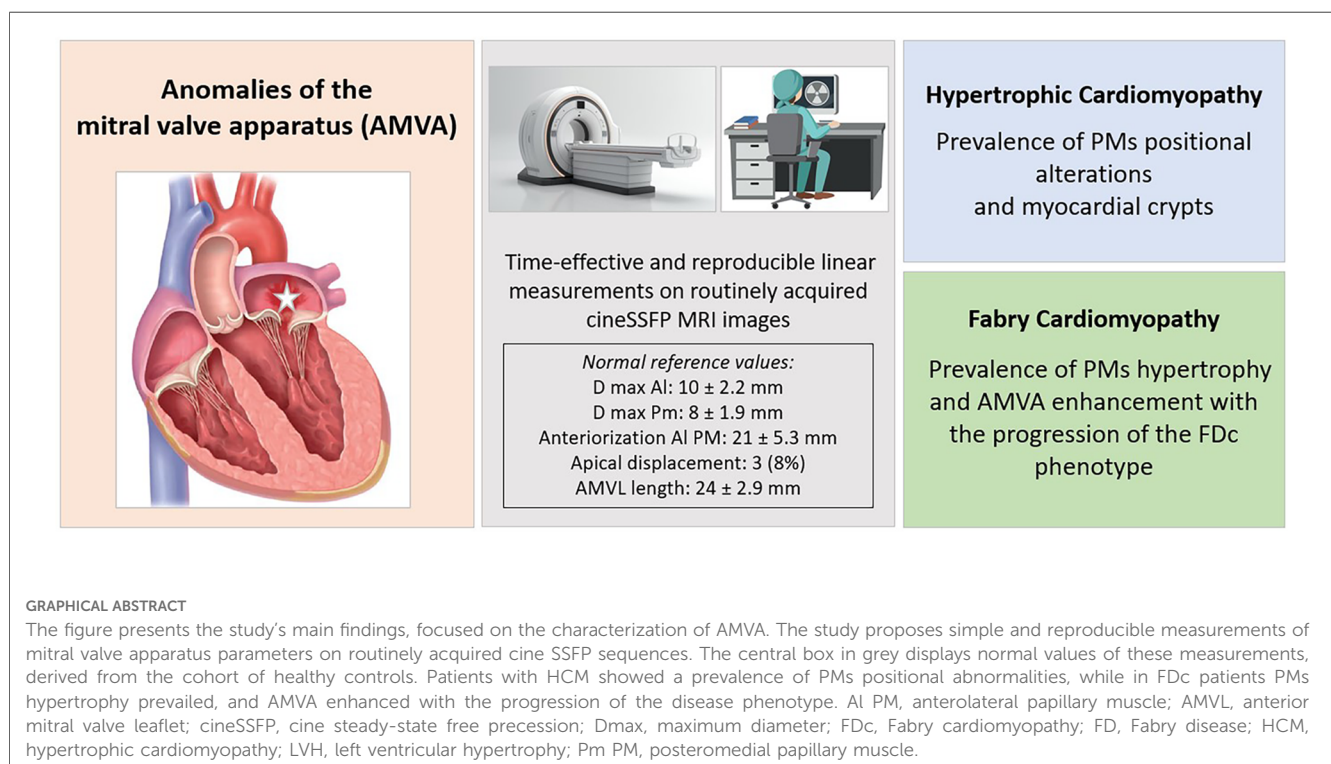 Anomalies of the
mitral valve apparatus (AMVA)
Time-effective and reproducible linear
measurements on routinely acquired
cineSSFP MRI images
Normal reference values:
D max Al: 10 ± 2.2 mm
D max Pm: 8 ± 1.9 mm
Anteriorization Al PM: 21 ± 5.3 mm
Apical displacement: 3 (8%)
AMVL length: 24 ± 2.9 mm
Hypertrophic Cardiomyopathy
Prevalence of PMs positional
alterations
and myocardial crypts
Fabry Cardiomyopathy
Prevalence of PMs hypertrophy
and AMVA enhancement with
the progression of the FDc
phenotype
GRAPHICAL ABSTRACT
The figure presents the study's main findings, focused on the characterization of AMVA. The study proposes simple and reproducible measurements of
mitral valve apparatus parameters on routinely acquired cine SSFP sequences. The central box in grey displays normal values of these measurements,
derived from the cohort of healthy controls. Patients with HCM showed a prevalence of PMs positional abnormalities, while in FDc patients PMs
hypertrophy prevailed, and AMVA enhanced with the progression of the disease phenotype. Al PM, anterolateral papillary muscle; AMVL, anterior
mitral valve leaflet; cineSSFP, cine steady-state free precession; Dmax, maximum diameter; FDc, Fabry cardiomyopathy; FD, Fabry disease; HCM,
hypertrophic cardiomyopathy; LVH, left ventricular hypertrophy; Pm PM, posteromedial papillary muscle.